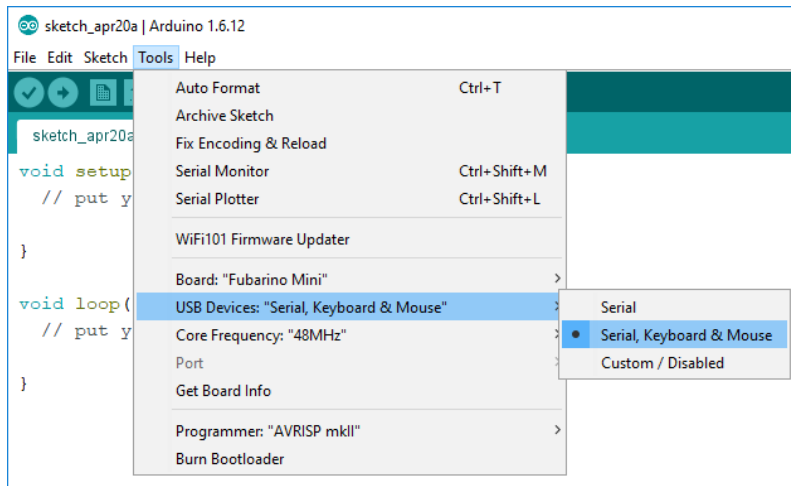 sketch_apr20a | Arduino 1.6.12
File Edit Sketch Tools Help
sketch_apr20a
Auto Format Ctrl+T
Archive Sketch
Fix Encoding & Reload
Serial Monitor Ctrl+Shift+M
Serial Plotter Ctrl+Shift+L
WiFi101 Firmware Updater
Board: "Fubarino Mini"
USB Devices: "Serial, Keyboard & Mouse"
Core Frequency: "48MHz"
Port
Get Board Info
Programmer: "AVRISP mkII"
Burn Bootloader
Serial
Serial, Keyboard & Mouse
Custom / Disabled
void setup
// put y
}
void loop(
// put y
}